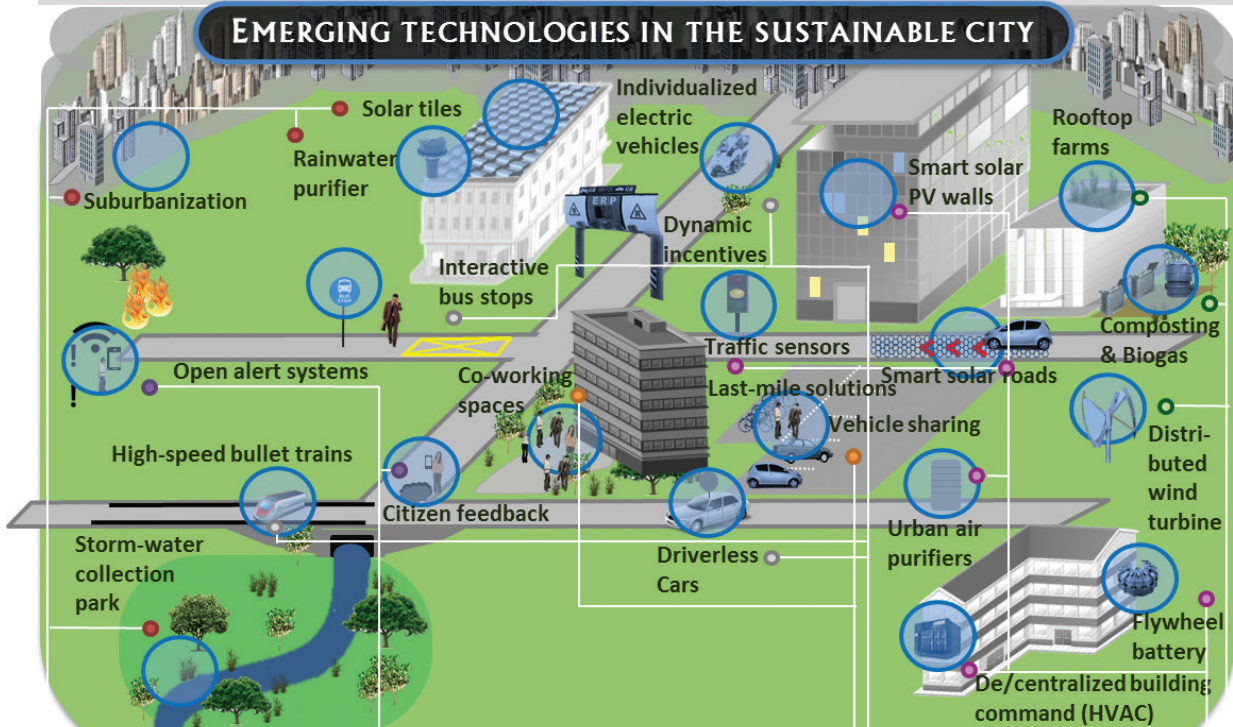 EMERGING TECHNOLOGIES IN THE SUSTAINABLE CITY
Solar tiles
Individualized
electric
vehicles
Rooftop
farms
Rainwater
purifier
Smart solar
PV walls
Suburbanization
ERP
Dynamic
incentives
Interactive
bus stops
BUS
STOP
Composting
& Biogas
Traffic sensors
Open alert systems
Co-working
spaces
Last-mile solutions
Smart solar roads
Vehicle sharing
Distri-
buted
wind
turbine
High-speed bullet trains
Citizen feedback
Urban air
purifiers
Storm-water
collection
park
Driverless
Cars
Flywheel
battery
De/centralized building
command (HVAC)